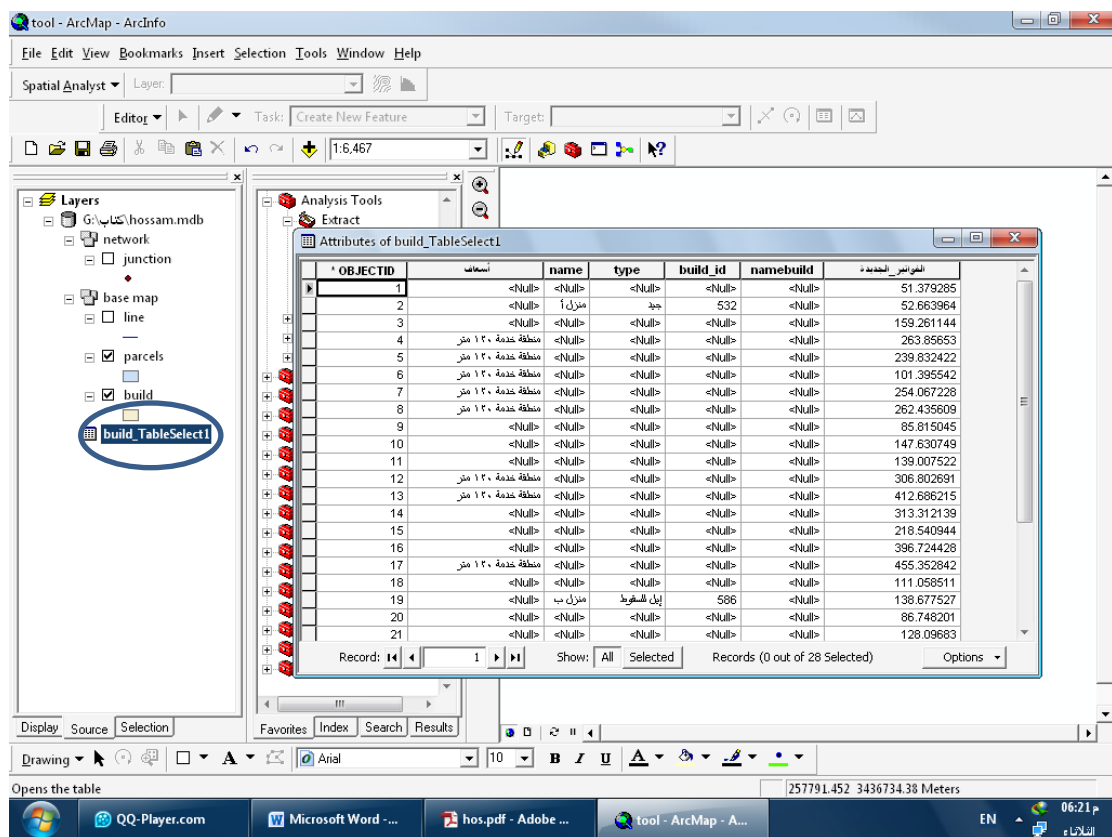 tool - ArcMap - ArcInfo
File Edit View Bookmarks Insert Selection Tools Window Help
Spatial Analyst Layer:
Editor Task: Create New Feature Target:
1:6,467
Layers
G:\كتاب\hossam.mdb
network
junction
base map
line
parcels
build
build_TableSelect1
Analysis Tools
Extract
Attributes of build_TableSelect1
* OBJECTID أسعاف name type build_id namebuild الفواتير_الجديدة
1 <Null> <Null> <Null> <Null> <Null> 51.379285
2 <Null> منزل أ جيد 532 <Null> 52.663964
3 <Null> <Null> <Null> <Null> <Null> 159.261144
4 منطقة خدمة ١٢٠ متر <Null> <Null> <Null> <Null> 263.85653
5 منطقة خدمة ١٢٠ متر <Null> <Null> <Null> <Null> 239.832422
6 منطقة خدمة ١٢٠ متر <Null> <Null> <Null> <Null> 101.395542
7 منطقة خدمة ١٢٠ متر <Null> <Null> <Null> <Null> 254.067228
8 منطقة خدمة ١٢٠ متر <Null> <Null> <Null> <Null> 262.435609
9 <Null> <Null> <Null> <Null> <Null> 85.815045
10 <Null> <Null> <Null> <Null> <Null> 147.630749
11 <Null> <Null> <Null> <Null> <Null> 139.007522
12 منطقة خدمة ١٢٠ متر <Null> <Null> <Null> <Null> 306.802691
13 منطقة خدمة ١٢٠ متر <Null> <Null> <Null> <Null> 412.686215
14 <Null> <Null> <Null> <Null> <Null> 313.312139
15 <Null> <Null> <Null> <Null> <Null> 218.540944
16 <Null> <Null> <Null> <Null> <Null> 396.724428
17 منطقة خدمة ١٢٠ متر <Null> <Null> <Null> <Null> 455.352842
18 <Null> <Null> <Null> <Null> <Null> 111.058511
19 <Null> منزل ب إيل للسقوط 586 <Null> 138.677527
20 <Null> <Null> <Null> <Null> <Null> 86.748201
21 <Null> <Null> <Null> <Null> <Null> 128.09683
Record: 1 Show: All Selected Records (0 out of 28 Selected) Options
Display Source Selection
Favorites Index Search Results
Drawing A Arial 10 B I U A
Opens the table
257791.452 3436734.38 Meters
QQ-Player.com Microsoft Word -... hos.pdf - Adobe ... tool - ArcMap - A... EN 06:21 م
الثلاثاء